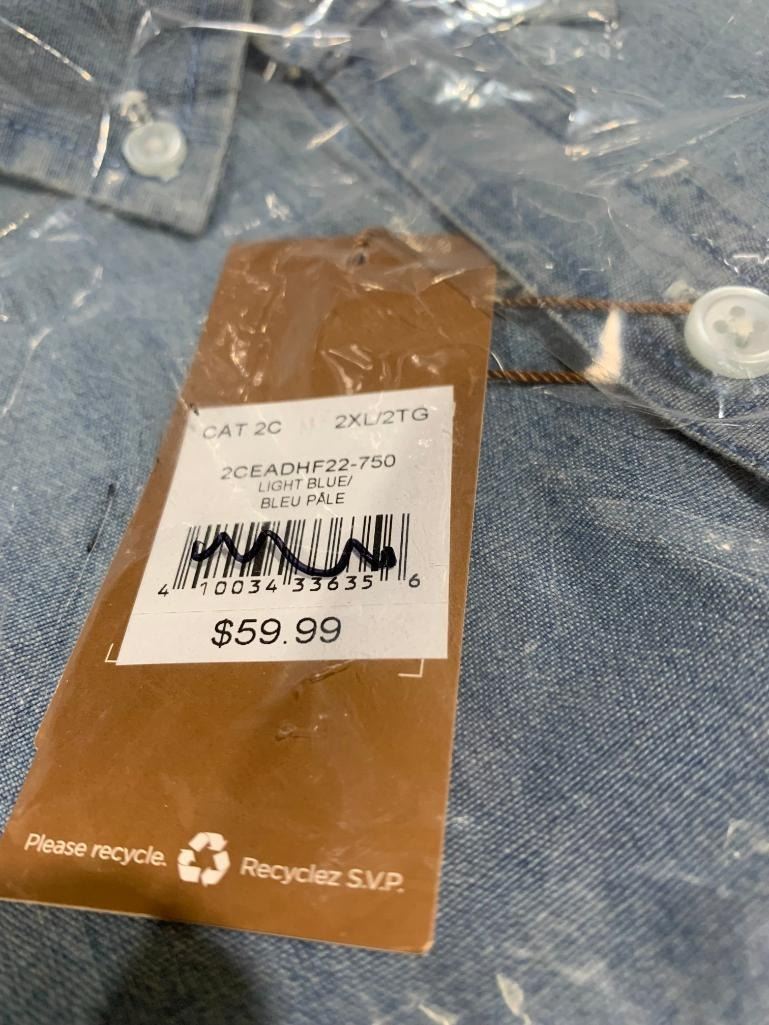 CAT 2C M 2XL/2TG
2CEADHF22-750
LIGHT BLUE/
BLEU PÂLE
4 10034 33635 6
$59.99
Please recycle. Recyclez S.V.P.